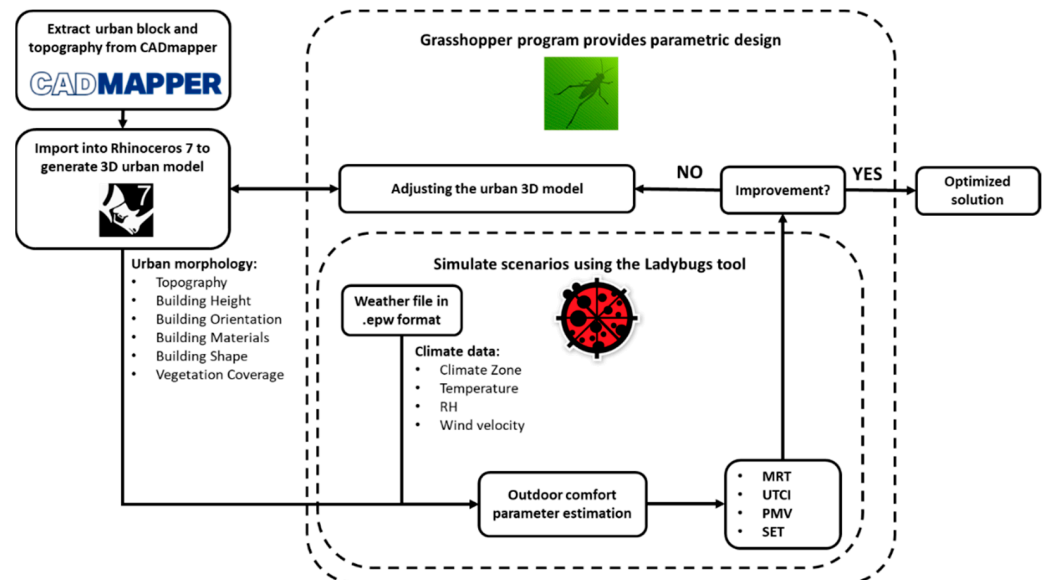 Extract urban block and
topography from CADmapper
CADMAPPER
Import into Rhinoceros 7 to
generate 3D urban model
7
Urban morphology:
• Topography
• Building Height
• Building Orientation
• Building Materials
• Building Shape
• Vegetation Coverage
Grasshopper program provides parametric design
Adjusting the urban 3D model
NO
Improvement?
YES
Optimized
solution
Simulate scenarios using the Ladybugs tool
Weather file in
.epw format
Climate data:
• Climate Zone
• Temperature
• RH
• Wind velocity
Outdoor comfort
parameter estimation
• MRT
• UTCI
• PMV
• SET